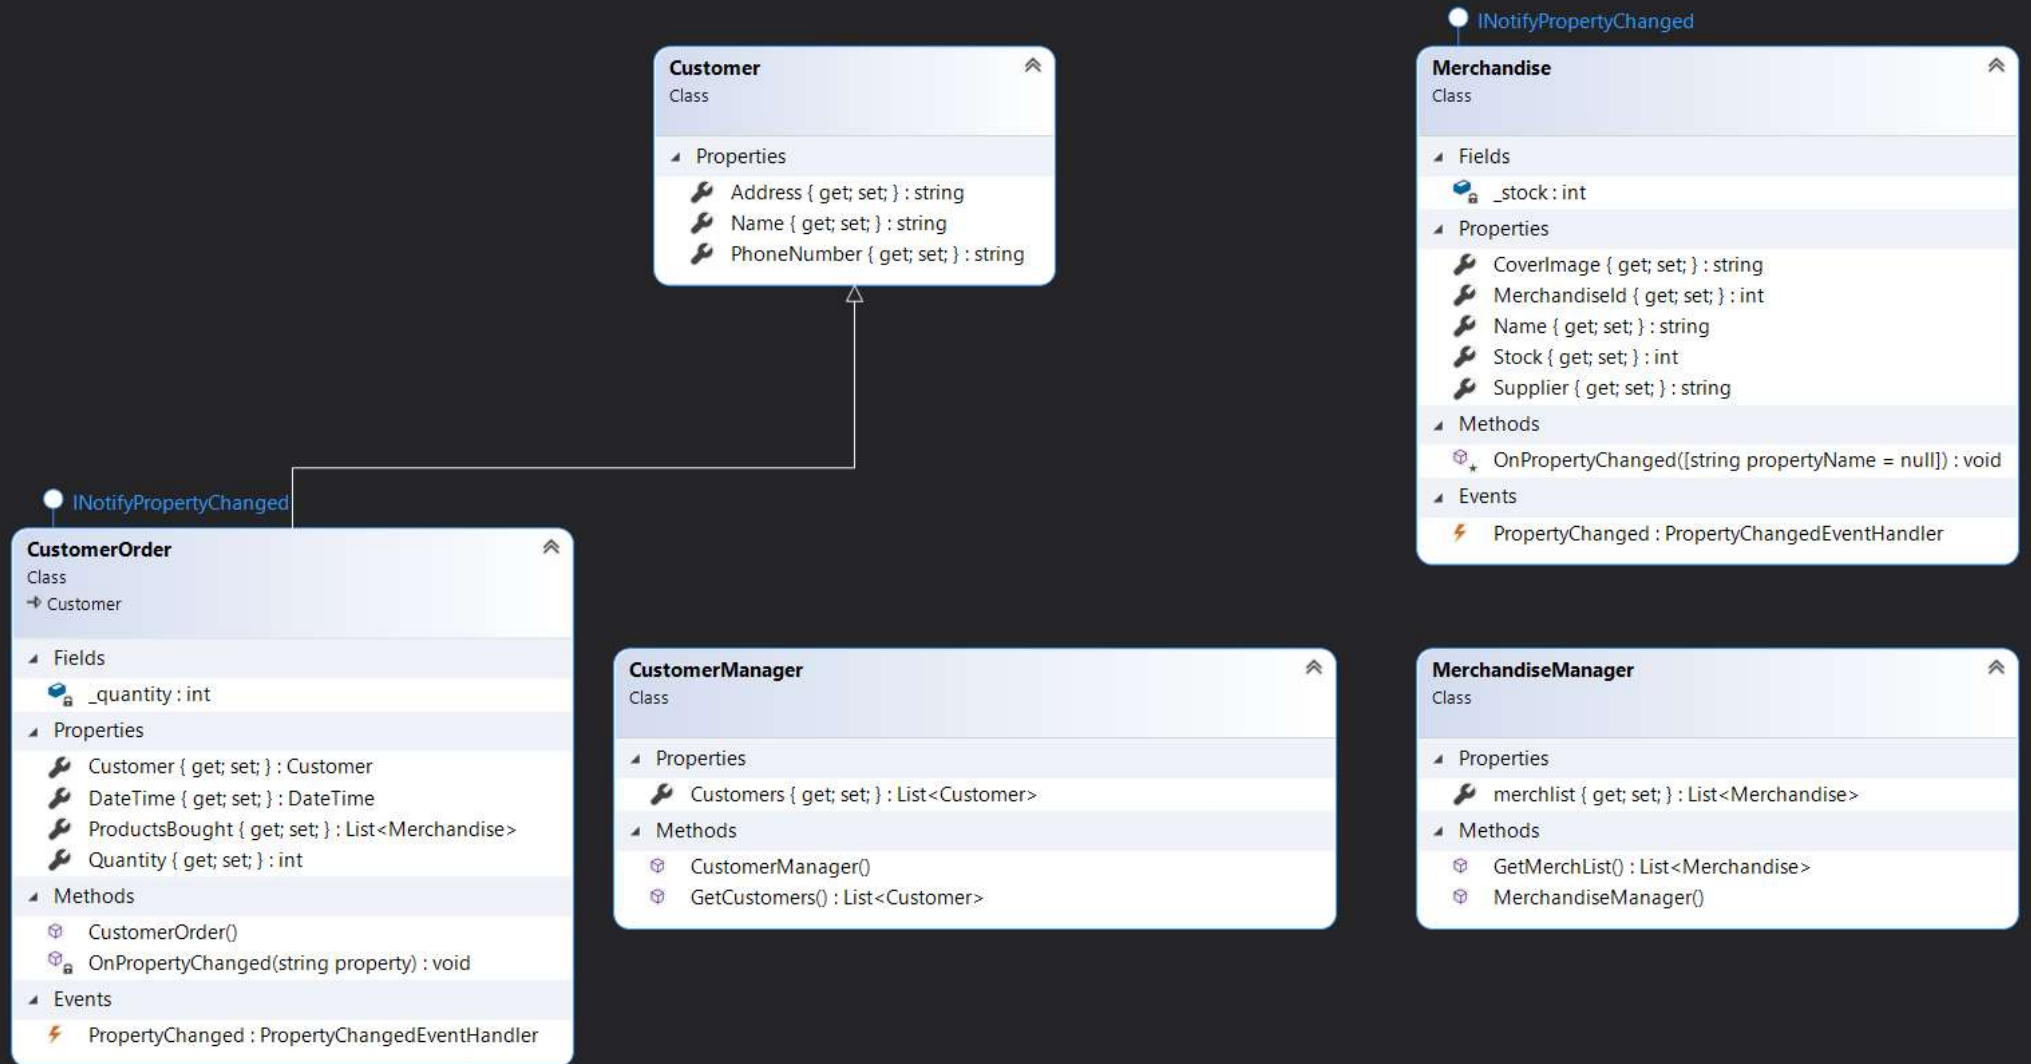 Customer
Class
Properties
Address { get; set; } : string
Name { get; set; } : string
PhoneNumber { get; set; } : string
INotifyPropertyChanged
Merchandise
Class
Fields
_stock : int
Properties
CoverImage { get; set; } : string
MerchandiseId { get; set; } : int
Name { get; set; } : string
Stock { get; set; } : int
Supplier { get; set; } : string
Methods
OnPropertyChanged([string propertyName = null]) : void
Events
PropertyChanged : PropertyChangedEventHandler
INotifyPropertyChanged
CustomerOrder
Class
Customer
Fields
_quantity : int
Properties
Customer { get; set; } : Customer
DateTime { get; set; } : DateTime
ProductsBought { get; set; } : List<Merchandise>
Quantity { get; set; } : int
Methods
CustomerOrder()
OnPropertyChanged(string property) : void
Events
PropertyChanged : PropertyChangedEventHandler
CustomerManager
Class
Properties
Customers { get; set; } : List<Customer>
Methods
CustomerManager()
GetCustomers() : List<Customer>
MerchandiseManager
Class
Properties
merchlist { get; set; } : List<Merchandise>
Methods
GetMerchList() : List<Merchandise>
MerchandiseManager()